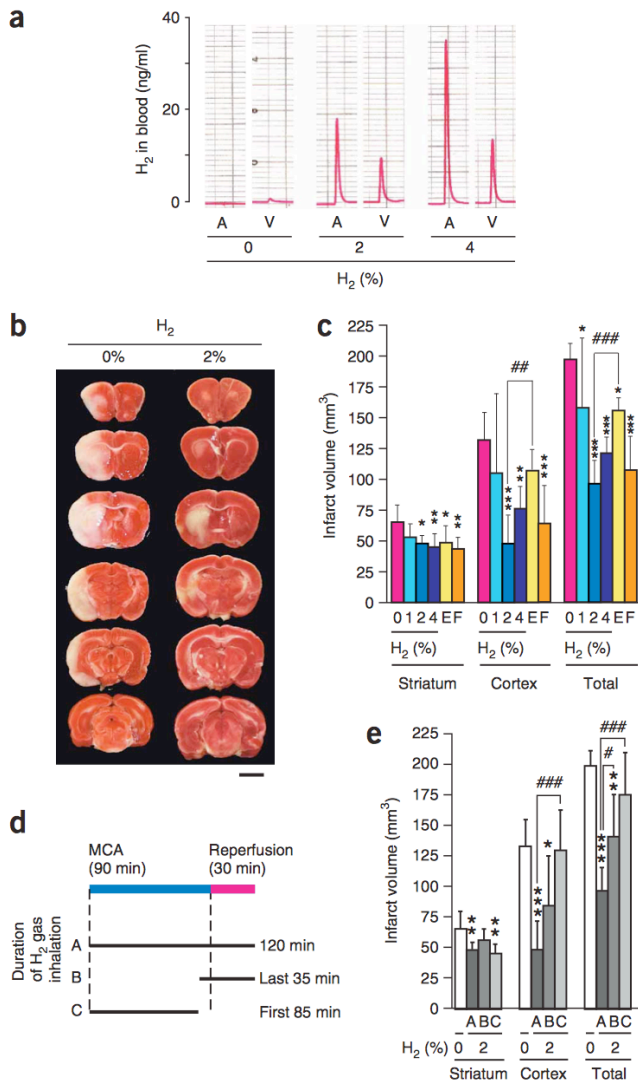 a
H₂ in blood (ng/ml)
40
20
0
A V A V A V
0 2 4
H₂ (%)
b
H₂
0% 2%
c
Infarct volume (mm³)
225
200
175
150
125
100
75
50
25
0
* ** * **
*** ** ***
* *** *** * ***
##
###
0 1 2 4 E F 0 1 2 4 E F 0 1 2 4 E F
H₂ (%) H₂ (%) H₂ (%)
Striatum Cortex Total
d
MCA
(90 min)
Reperfusion
(30 min)
Duration
of H₂ gas
inhalation
A 120 min
B Last 35 min
C First 85 min
e
Infarct volume (mm³)
225
200
175
150
125
100
75
50
25
0
** **
*** *
*** **
###
#
###
A B C A B C A B C
H₂ (%) 0 2 0 2 0 2
Striatum Cortex Total